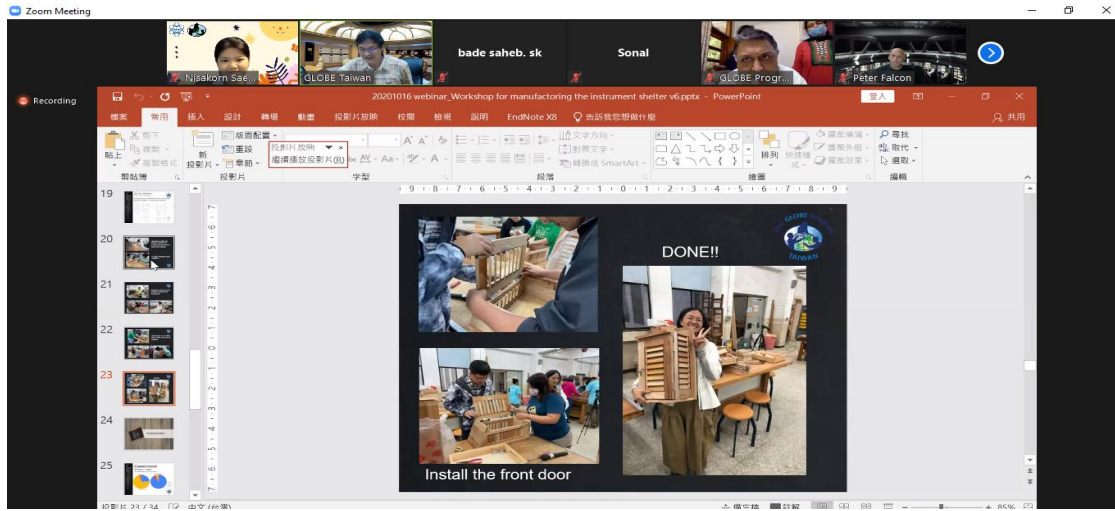 Zoom Meeting
Nisakorn Sae...
GLOBE Taiwan
bade saheb. sk
Sonal
GLOBE Progr...
Peter Falcon
Recording
20201016 webinar_Workshop for manufactoring the instrument shelter v6.pptx - PowerPoint
登入
檔案 常用 插入 設計 轉場 動畫 投影片放映 校閱 檢視 說明 EndNote X8 告訴我您想做什麼 共用
剪下
複製
複製格式
貼上
剪貼簿
新
投影片
版面配置
重設
章節
投影片
投影片放映
繼續播放投影片(R)
字型
文字方向
對齊文字
轉換成 SmartArt
段落
排列
快速樣
式
圖案填滿
圖案外框
圖案效果
繪圖
尋找
取代
選取
編輯
19
20
21
22
23
24
25
DONE!!
The GLOBE Program
TAIWAN
Install the front door
投影片 23 / 34 中文 (台灣) 備忘稿 註解 85%